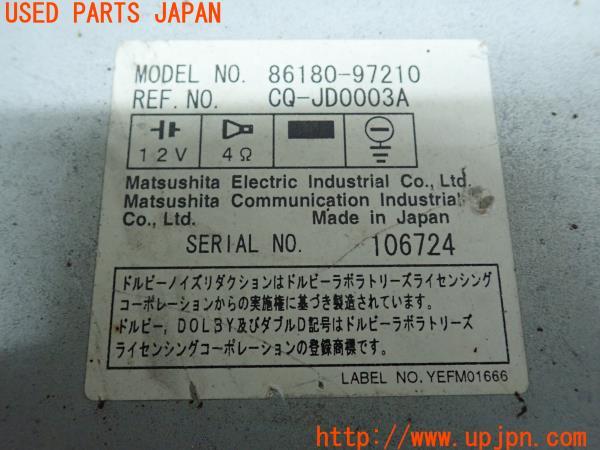 USED PARTS JAPAN
MODEL NO. 86180-97210
REF. NO. CQ-JD0003A
12V 4Ω
Matsushita Electric Industrial Co., Ltd.
Matsushita Communication Industrial
Co., Ltd. Made in Japan
SERIAL NO. 106724
ドルビーノイズリダクションはドルビーラボラトリーズライセンシング
コーポレーションからの実施権に基づき製造されています。
ドルビー, DOLBY及びダブルD記号はドルビーラボラトリーズ
ライセンシングコーポレーションの登録商標です。
LABEL NO. YEFM01666
http://www.upjpn.com/